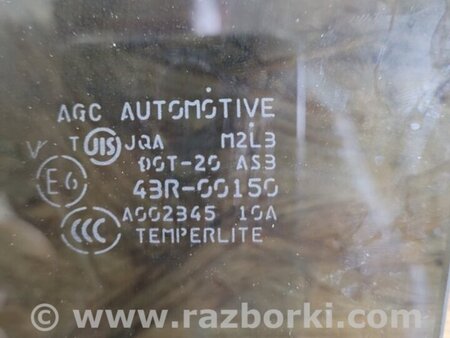 AGC AUTOMOTIVE
V T JIS JQA M2L3
DOT-20 AS3
E6 43R-00150
CCC A002345 10A
TEMPERLITE
© www.razborki.com